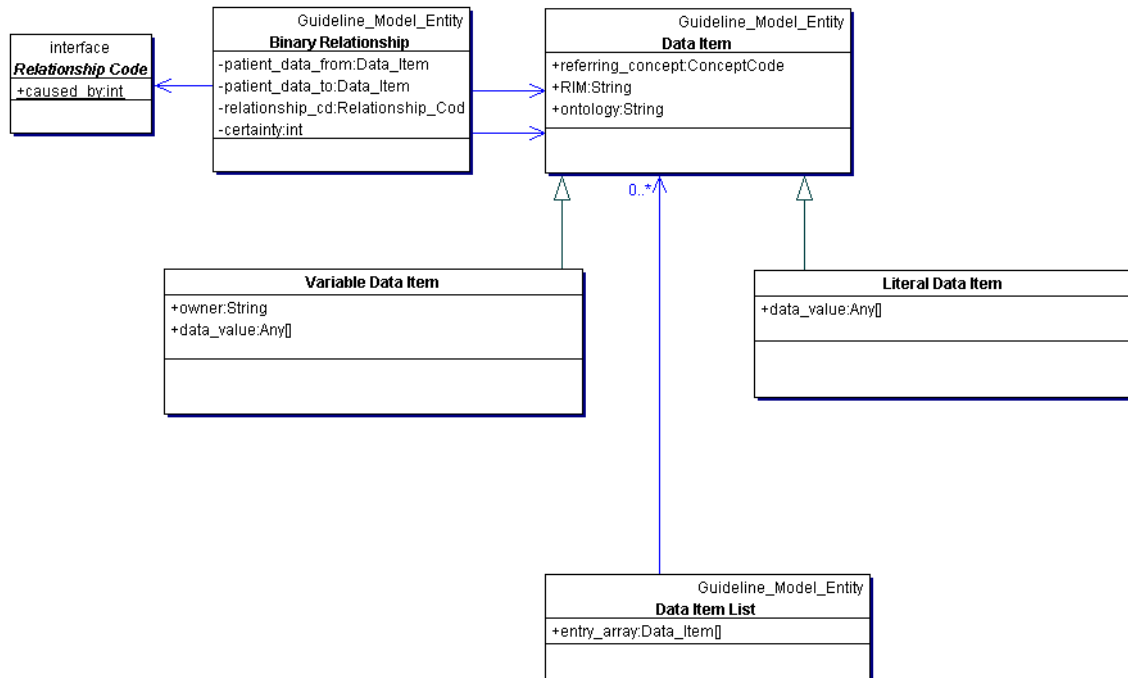 interface
Relationship Code
+caused_by:int
Guideline_Model_Entity
Binary Relationship
-patient_data_from:Data_Item
-patient_data_to:Data_Item
-relationship_cd:Relationship_Cod
-certainty:int
Guideline_Model_Entity
Data Item
+referring_concept:ConceptCode
+RIM:String
+ontology:String
0..*
Variable Data Item
+owner:String
+data_value:Any[]
Literal Data Item
+data_value:Any[]
Guideline_Model_Entity
Data Item List
+entry_array:Data_Item[]